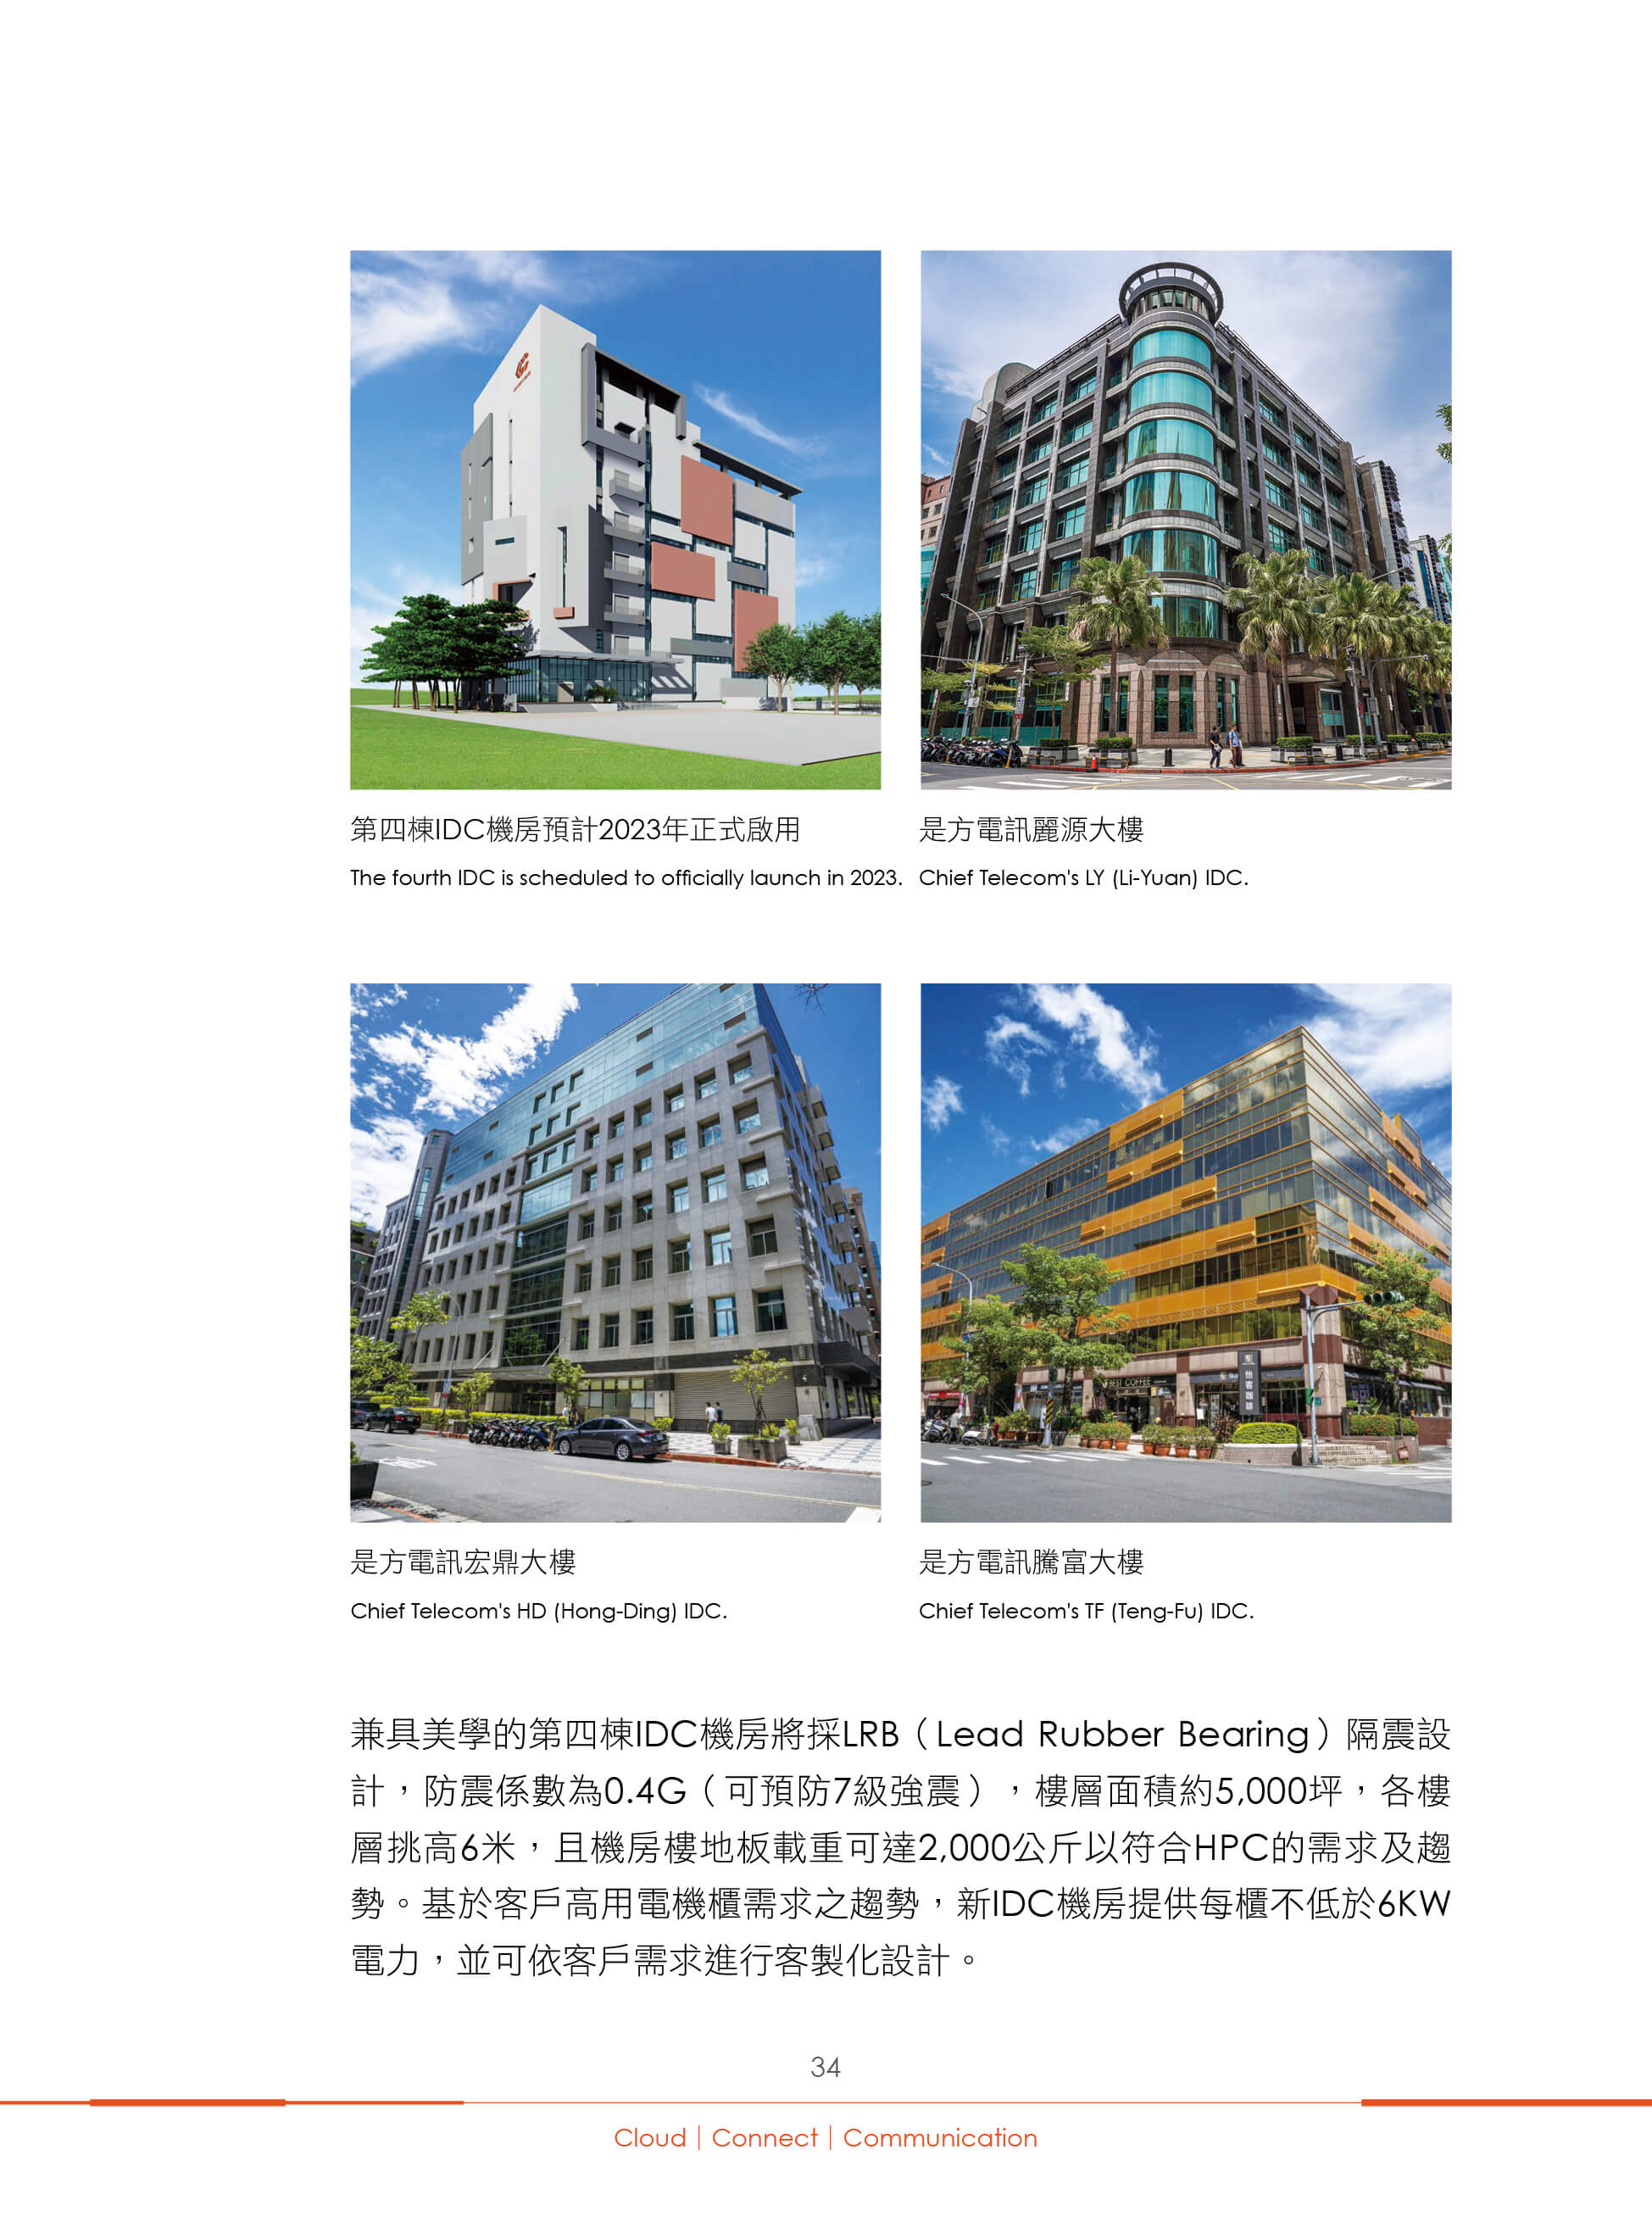 第四棟IDC機房預計2023年正式啟用
The fourth IDC is scheduled to officially launch in 2023.
是方電訊麗源大樓
Chief Telecom's LY (Li-Yuan) IDC.
BEST COFFEE
怡客咖啡
是方電訊宏鼎大樓
Chief Telecom's HD (Hong-Ding) IDC.
是方電訊騰富大樓
Chief Telecom's TF (Teng-Fu) IDC.
兼具美學的第四棟IDC機房將採LRB（Lead Rubber Bearing）隔震設
計，防震係數為0.4G（可預防7級強震），樓層面積約5,000坪，各樓
層挑高6米，且機房樓地板載重可達2,000公斤以符合HPC的需求及趨
勢。基於客戶高用電機櫃需求之趨勢，新IDC機房提供每櫃不低於6KW
電力，並可依客戶需求進行客製化設計。
34
Cloud｜Connect｜Communication